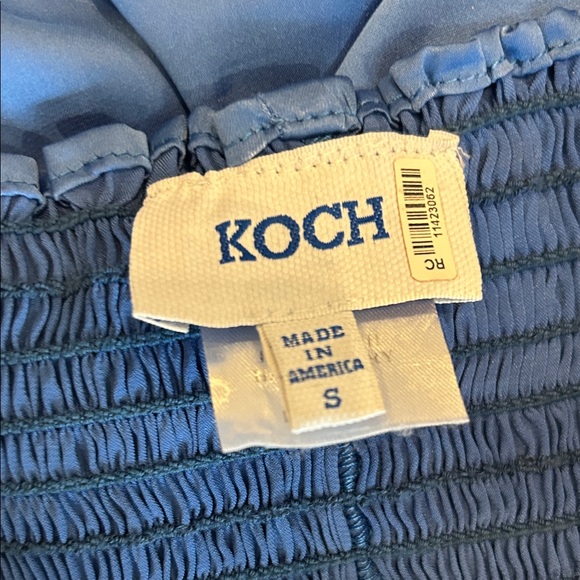 KOCH
RC
11423062
MADE
IN
AMERICA
S